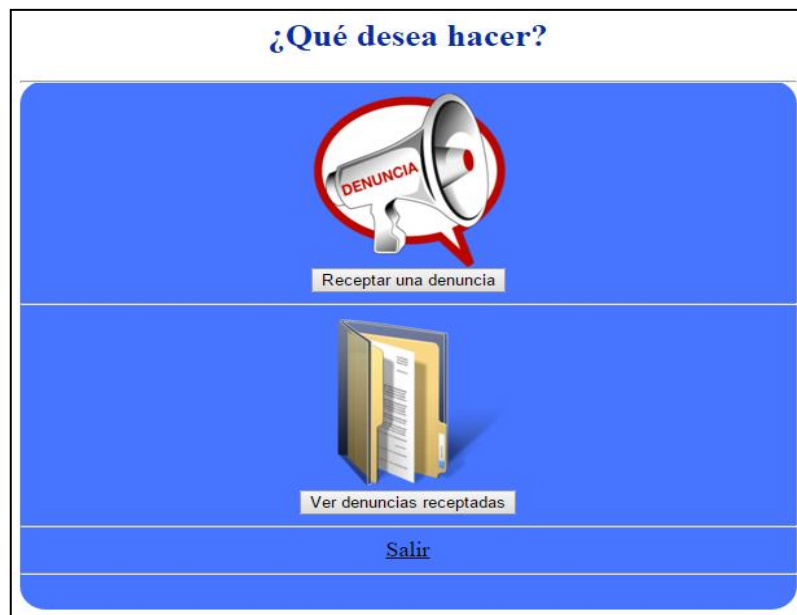 ¿Qué desea hacer?
DENUNCIA
Receptar una denuncia
Ver denuncias receptadas
Salir